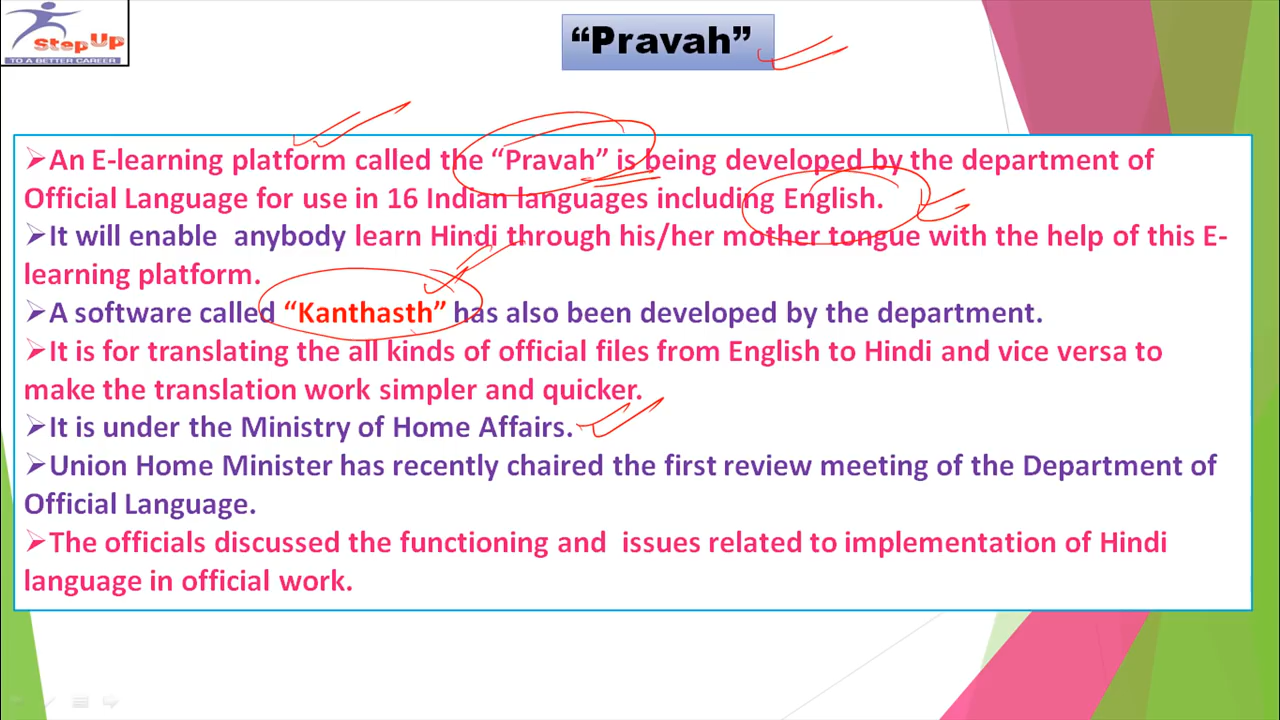 Step Up
TO A BETTER CAREER
“Pravah”
➢An E-learning platform called the “Pravah” is being developed by the department of
Official Language for use in 16 Indian languages including English.
➢It will enable anybody learn Hindi through his/her mother tongue with the help of this E-
learning platform.
➢A software called “Kanthasth” has also been developed by the department.
➢It is for translating the all kinds of official files from English to Hindi and vice versa to
make the translation work simpler and quicker.
➢It is under the Ministry of Home Affairs.
➢Union Home Minister has recently chaired the first review meeting of the Department of
Official Language.
➢The officials discussed the functioning and issues related to implementation of Hindi
language in official work.